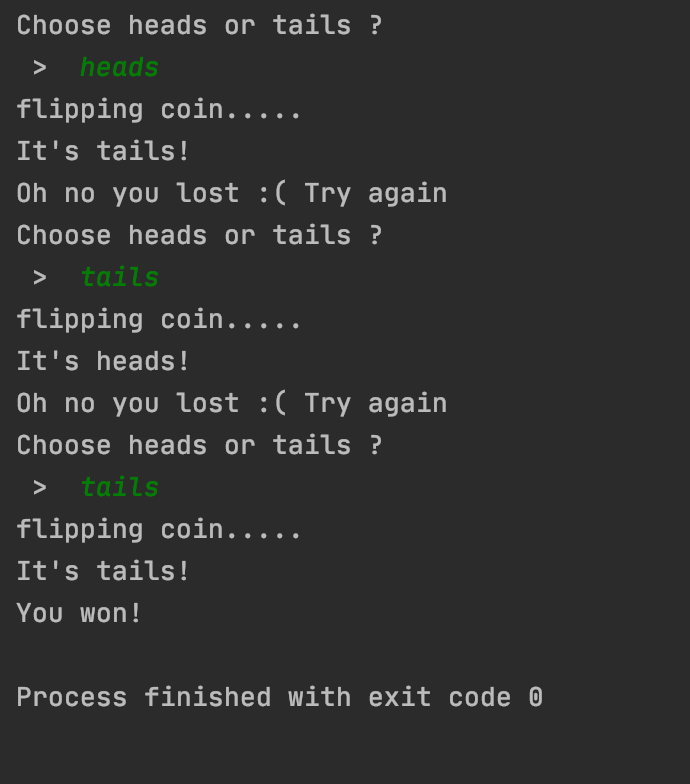 Choose heads or tails ?
 >  heads
flipping coin.....
It's tails!
Oh no you lost :( Try again
Choose heads or tails ?
 >  tails
flipping coin.....
It's heads!
Oh no you lost :( Try again
Choose heads or tails ?
 >  tails
flipping coin.....
It's tails!
You won!
Process finished with exit code 0